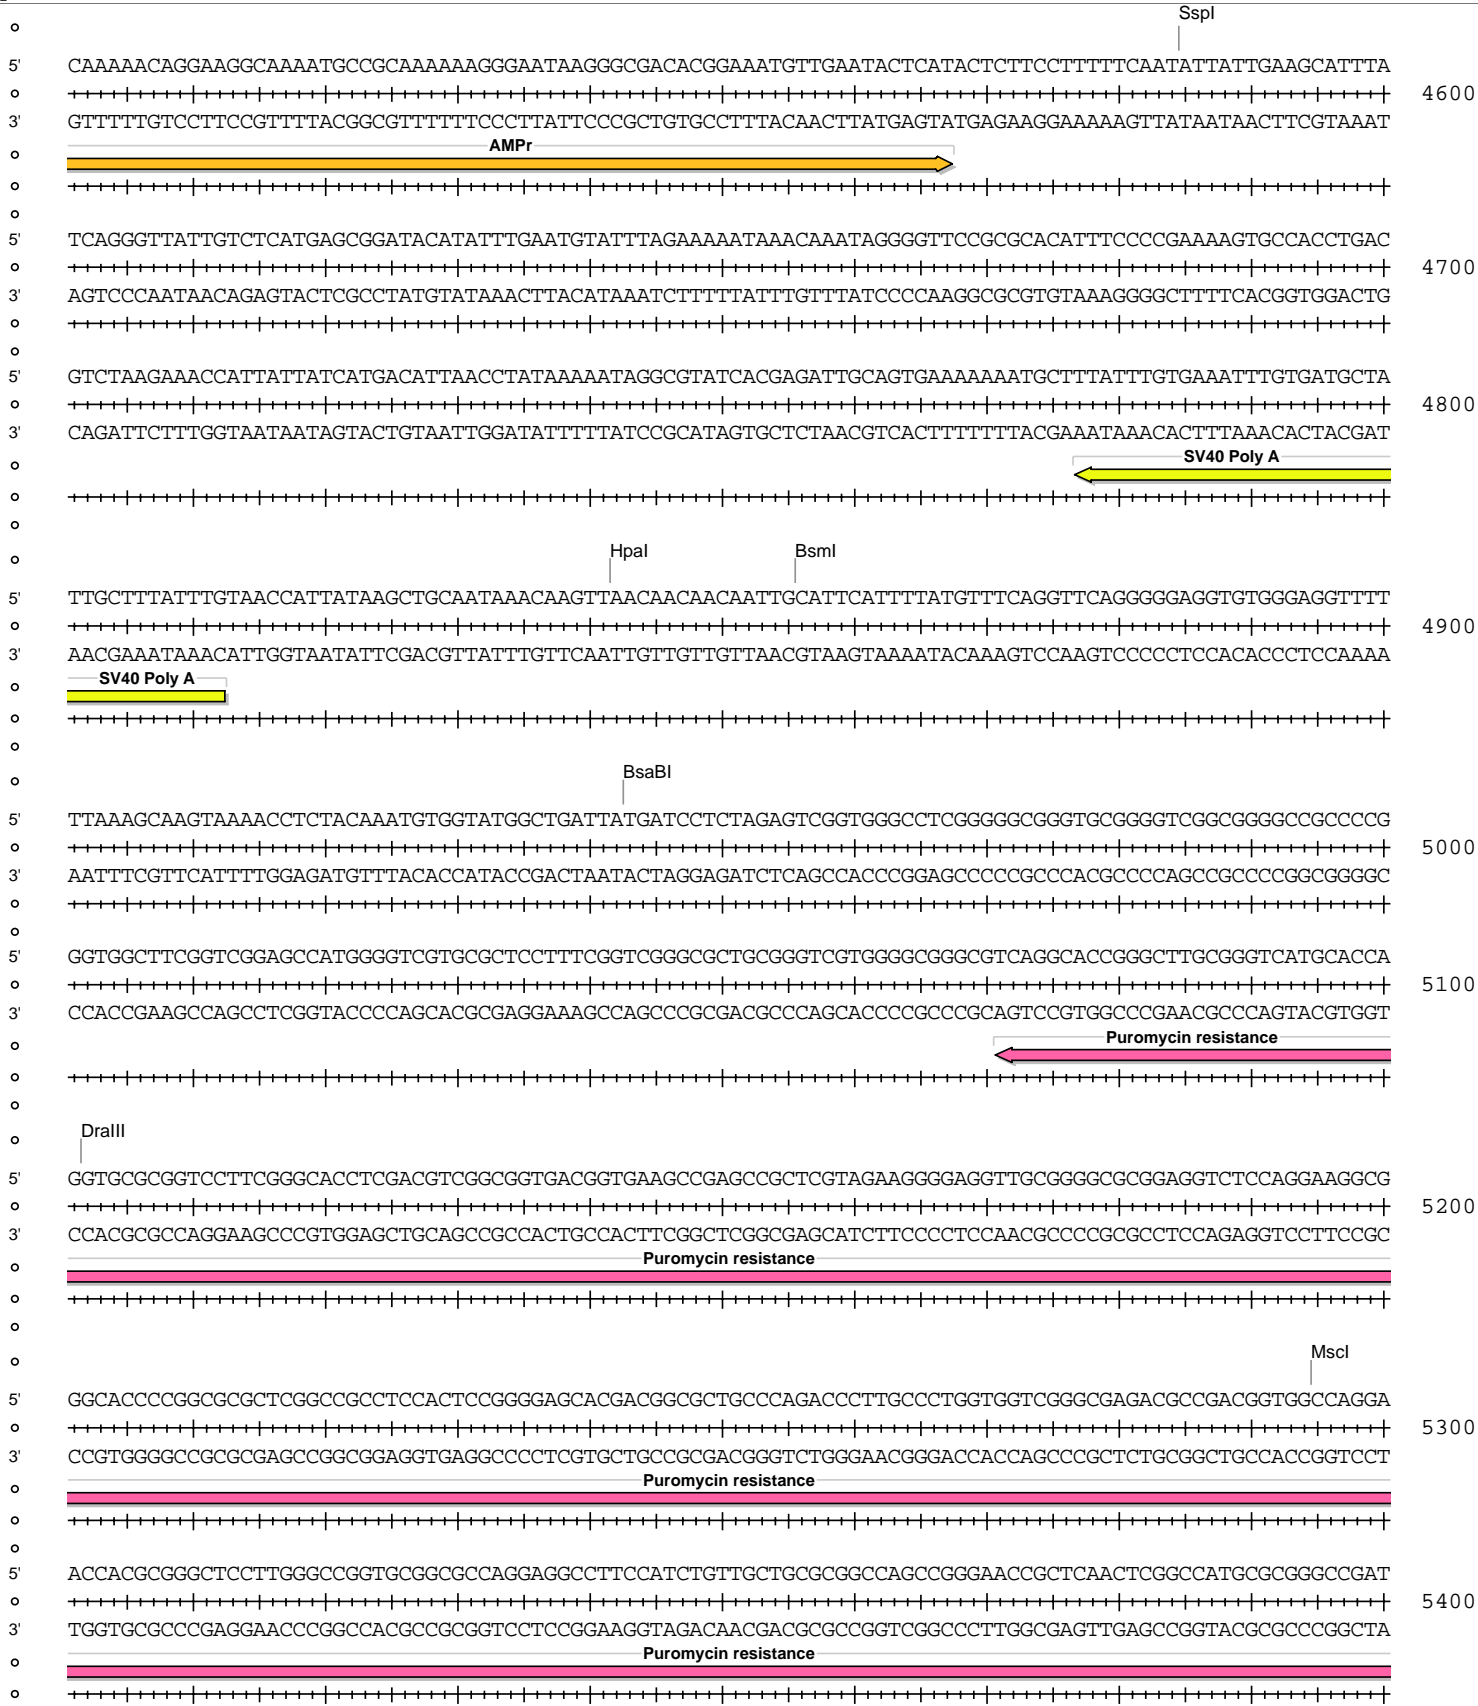 SspI
5' CAAAAACAGGAAGGCAAAATGCCGCAAAAAAGGGAATAAGGGCGACACGGAAATGTTGAATACTCATACTCTTCCTTTTTCAATATTATTGAAGCATTTA
4600
3' GTTTTTGTCCTTCCGTTTTACGGCGTTTTTTCCCTTATTCCCGCTGTGCCTTTACAACTTATGAGTATGAGAAGGAAAAAGTTATAATAACTTCGTAAAT
AMPr
5' TCAGGGTTATTGTCTCATGAGCGGATACATATTTGAATGTATTTAGAAAAATAAACAAATAGGGGTTCCGCGCACATTTCCCCGAAAAGTGCCACCTGAC
4700
3' AGTCCCAATAACAGAGTACTCGCCTATGTATAAACTTACATAAATCTTTTTATTTGTTTATCCCCAAGGCGCGTGTAAAGGGGCTTTTCACGGTGGACTG
5' GTCTAAGAAACCATTATTATCATGACATTAACCTATAAAAATAGGCGTATCACGAGATTGCAGTGAAAAAAATGCTTTATTTGTGAAATTTGTGATGCTA
4800
3' CAGATTCTTTGGTAATAATAGTACTGTAATTGGATATTTTTATCCGCATAGTGCTCTAACGTCACTTTTTTTACGAAATAAACACTTTAAACACTACGAT
SV40 Poly A
HpaI BsmI
5' TTGCTTTATTTGTAACCATTATAAGCTGCAATAAACAAGTTAACAACAACAATTGCATTCATTTTATGTTTCAGGTTCAGGGGGAGGTGTGGGAGGTTTT
4900
3' AACGAAATAAACATTGGTAATATTCGACGTTATTTGTTCAATTGTTGTTGTTAACGTAAGTAAAATACAAAGTCCAAGTCCCCCTCCACACCCTCCAAAA
SV40 Poly A
BsaBI
5' TTAAAGCAAGTAAAACCTCTACAAATGTGGTATGGCTGATTATGATCCTCTAGAGTCGGTGGGCCTCGGGGGCGGGTGCGGGGTCGGCGGGGCCGCCCCG
5000
3' AATTTCGTTCATTTTGGAGATGTTTACACCATACCGACTAATACTAGGAGATCTCAGCCACCCGGAGCCCCCGCCCACGCCCCAGCCGCCCCGGCGGGGC
5' GGTGGCTTCGGTCGGAGCCATGGGGTCGTGCGCTCCTTTCGGTCGGGCGCTGCGGGTCGTGGGGCGGGCGTCAGGCACCGGGCTTGCGGGTCATGCACCA
5100
3' CCACCGAAGCCAGCCTCGGTACCCCAGCACGCGAGGAAAGCCAGCCCGCGACGCCCAGCACCCCGCCCGCAGTCCGTGGCCCGAACGCCCAGTACGTGGT
Puromycin resistance
DraIII
5' GGTGCGCGGTCCTTCGGGCACCTCGACGTCGGCGGTGACGGTGAAGCCGAGCCGCTCGTAGAAGGGGAGGTTGCGGGGCGCGGAGGTCTCCAGGAAGGCG
5200
3' CCACGCGCCAGGAAGCCCGTGGAGCTGCAGCCGCCACTGCCACTTCGGCTCGGCGAGCATCTTCCCCTCCAACGCCCCGCGCCTCCAGAGGTCCTTCCGC
Puromycin resistance
MscI
5' GGCACCCCGGCGCGCTCGGCCGCCTCCACTCCGGGGAGCACGACGGCGCTGCCCAGACCCTTGCCCTGGTGGTCGGGCGAGACGCCGACGGTGGCCAGGA
5300
3' CCGTGGGGCCGCGCGAGCCGGCGGAGGTGAGGCCCCTCGTGCTGCCGCGACGGGTCTGGGAACGGGACCACCAGCCCGCTCTGCGGCTGCCACCGGTCCT
Puromycin resistance
5' ACCACGCGGGCTCCTTGGGCCGGTGCGGCGCCAGGAGGCCTTCCATCTGTTGCTGCGCGGCCAGCCGGGAACCGCTCAACTCGGCCATGCGCGGGCCGAT
5400
3' TGGTGCGCCCGAGGAACCCGGCCACGCCGCGGTCCTCCGGAAGGTAGACAACGACGCGCCGGTCGGCCCTTGGCGAGTTGAGCCGGTACGCGCCCGGCTA
Puromycin resistance